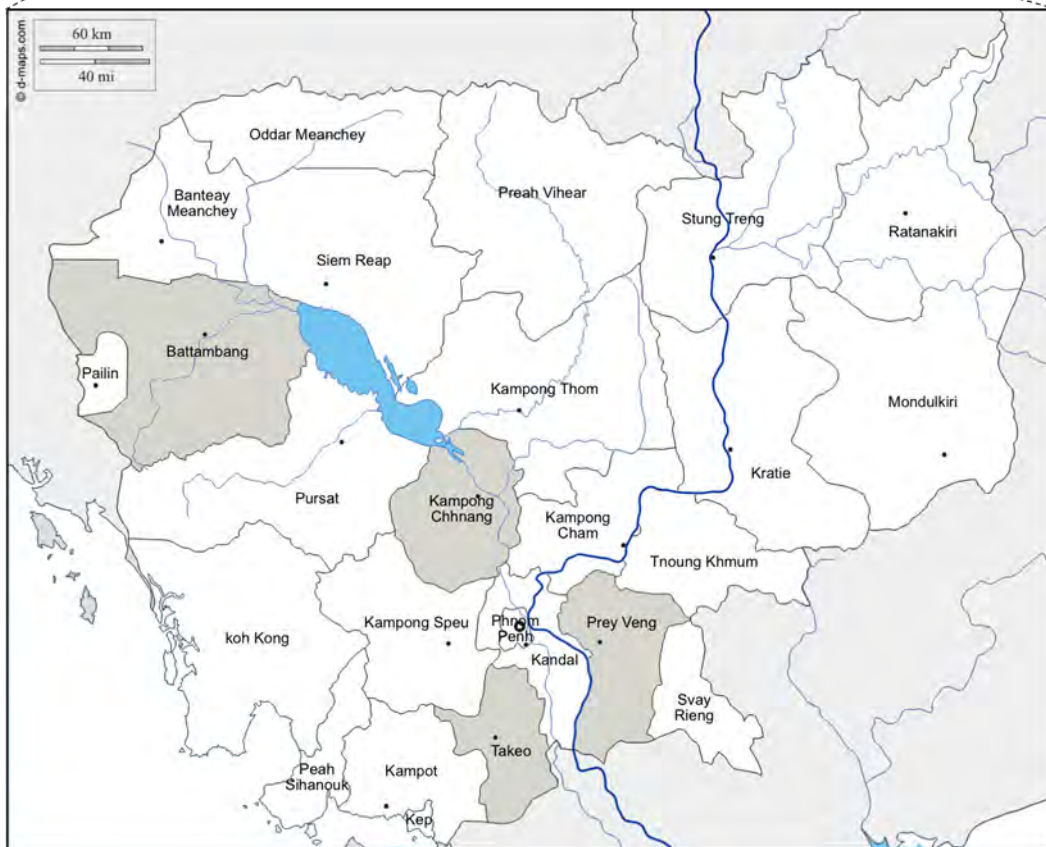 © d-maps.com
60 km
40 mi
Oddar Meanchey
Banteay
Meanchey
Preah Vihear
Stung Treng
Ratanakiri
Siem Reap
Battambang
Pailin
Kampong Thom
Mondulkiri
Kratie
Pursat
Kampong
Chhnang
Kampong
Cham
Tnoung Khmum
koh Kong
Kampong Speu
Phnom
Penh
Prey Veng
Kandal
Svay
Rieng
Takeo
Peah
Sihanouk
Kampot
Kep